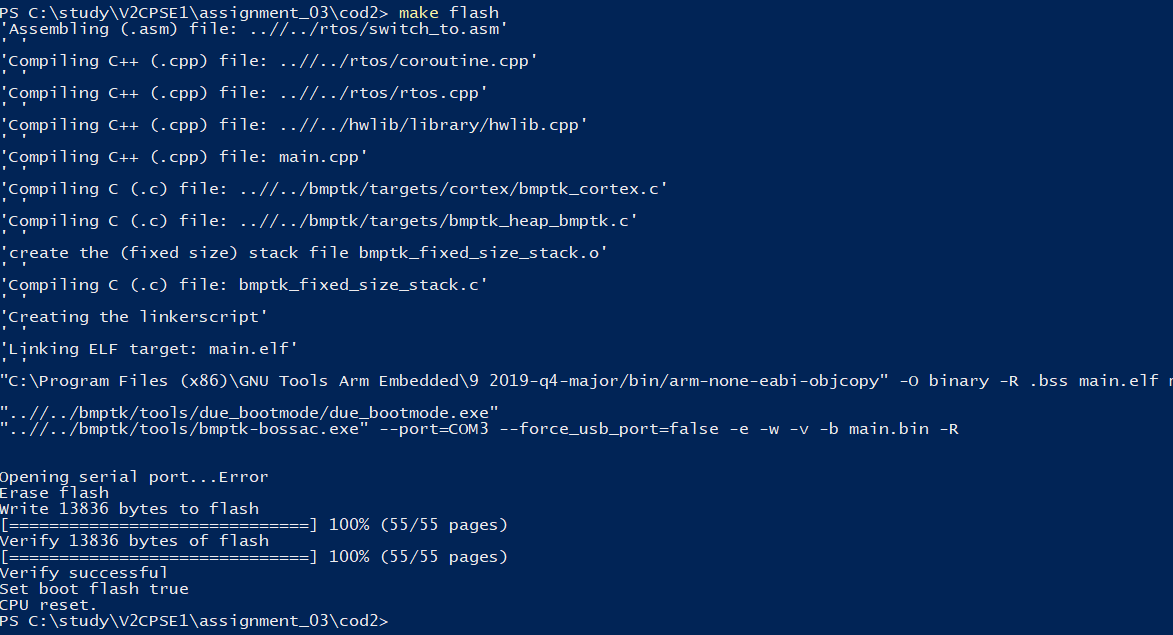 PS C:\study\V2CPSE1\assignment_03\cod2> make flash
'Assembling (.asm) file: ..//../rtos/switch_to.asm'
' '
'Compiling C++ (.cpp) file: ..//../rtos/coroutine.cpp'
' '
'Compiling C++ (.cpp) file: ..//../rtos/rtos.cpp'
' '
'Compiling C++ (.cpp) file: ..//../hwlib/library/hwlib.cpp'
' '
'Compiling C++ (.cpp) file: main.cpp'
' '
'Compiling C (.c) file: ..//../bmptk/targets/cortex/bmptk_cortex.c'
' '
'Compiling C (.c) file: ..//../bmptk/targets/bmptk_heap_bmptk.c'
' '
'create the (fixed size) stack file bmptk_fixed_size_stack.o'
' '
'Compiling C (.c) file: bmptk_fixed_size_stack.c'
' '
'Creating the linkerscript'
' '
'Linking ELF target: main.elf'
' '
"C:\Program Files (x86)\GNU Tools Arm Embedded\9 2019-q4-major/bin/arm-none-eabi-objcopy" -O binary -R .bss main.elf
"..//../bmptk/tools/due_bootmode/due_bootmode.exe"
"..//../bmptk/tools/bmptk-bossac.exe" --port=COM3 --force_usb_port=false -e -w -v -b main.bin -R
Opening serial port...Error
Erase flash
Write 13836 bytes to flash
[==============================] 100% (55/55 pages)
Verify 13836 bytes of flash
[==============================] 100% (55/55 pages)
Verify successful
Set boot flash true
CPU reset.
PS C:\study\V2CPSE1\assignment_03\cod2>